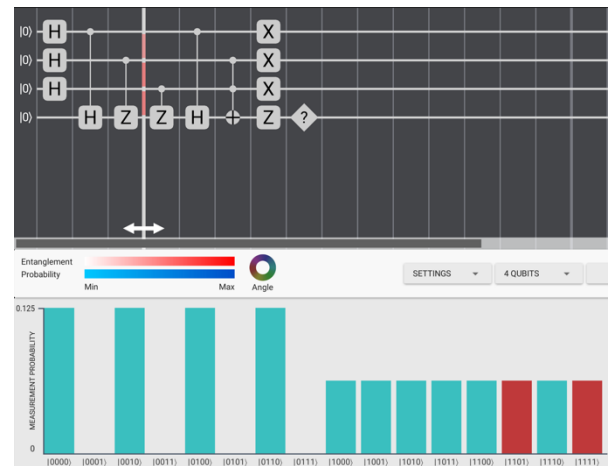 |0⟩ H X
|0⟩ H X
|0⟩ H X
|0⟩ H Z Z H Z ?
Entanglement
Probability
Min Max Angle
SETTINGS 4 QUBITS
0.125
MEASUREMENT PROBABILITY
0
|0000⟩ |0001⟩ |0010⟩ |0011⟩ |0100⟩ |0101⟩ |0110⟩ |0111⟩ |1000⟩ |1001⟩ |1010⟩ |1011⟩ |1100⟩ |1101⟩ |1110⟩ |1111⟩